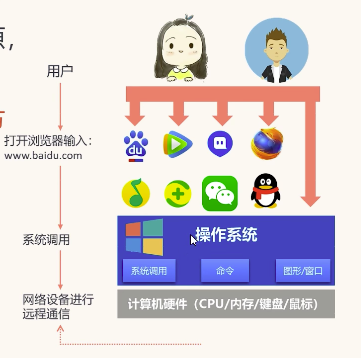 用户
打开浏览器输入：
www.baidu.com
系统调用
网络设备进行
远程通信
du
操作系统
系统调用
命令
图形/窗口
计算机硬件（CPU/内存/键盘/鼠标）